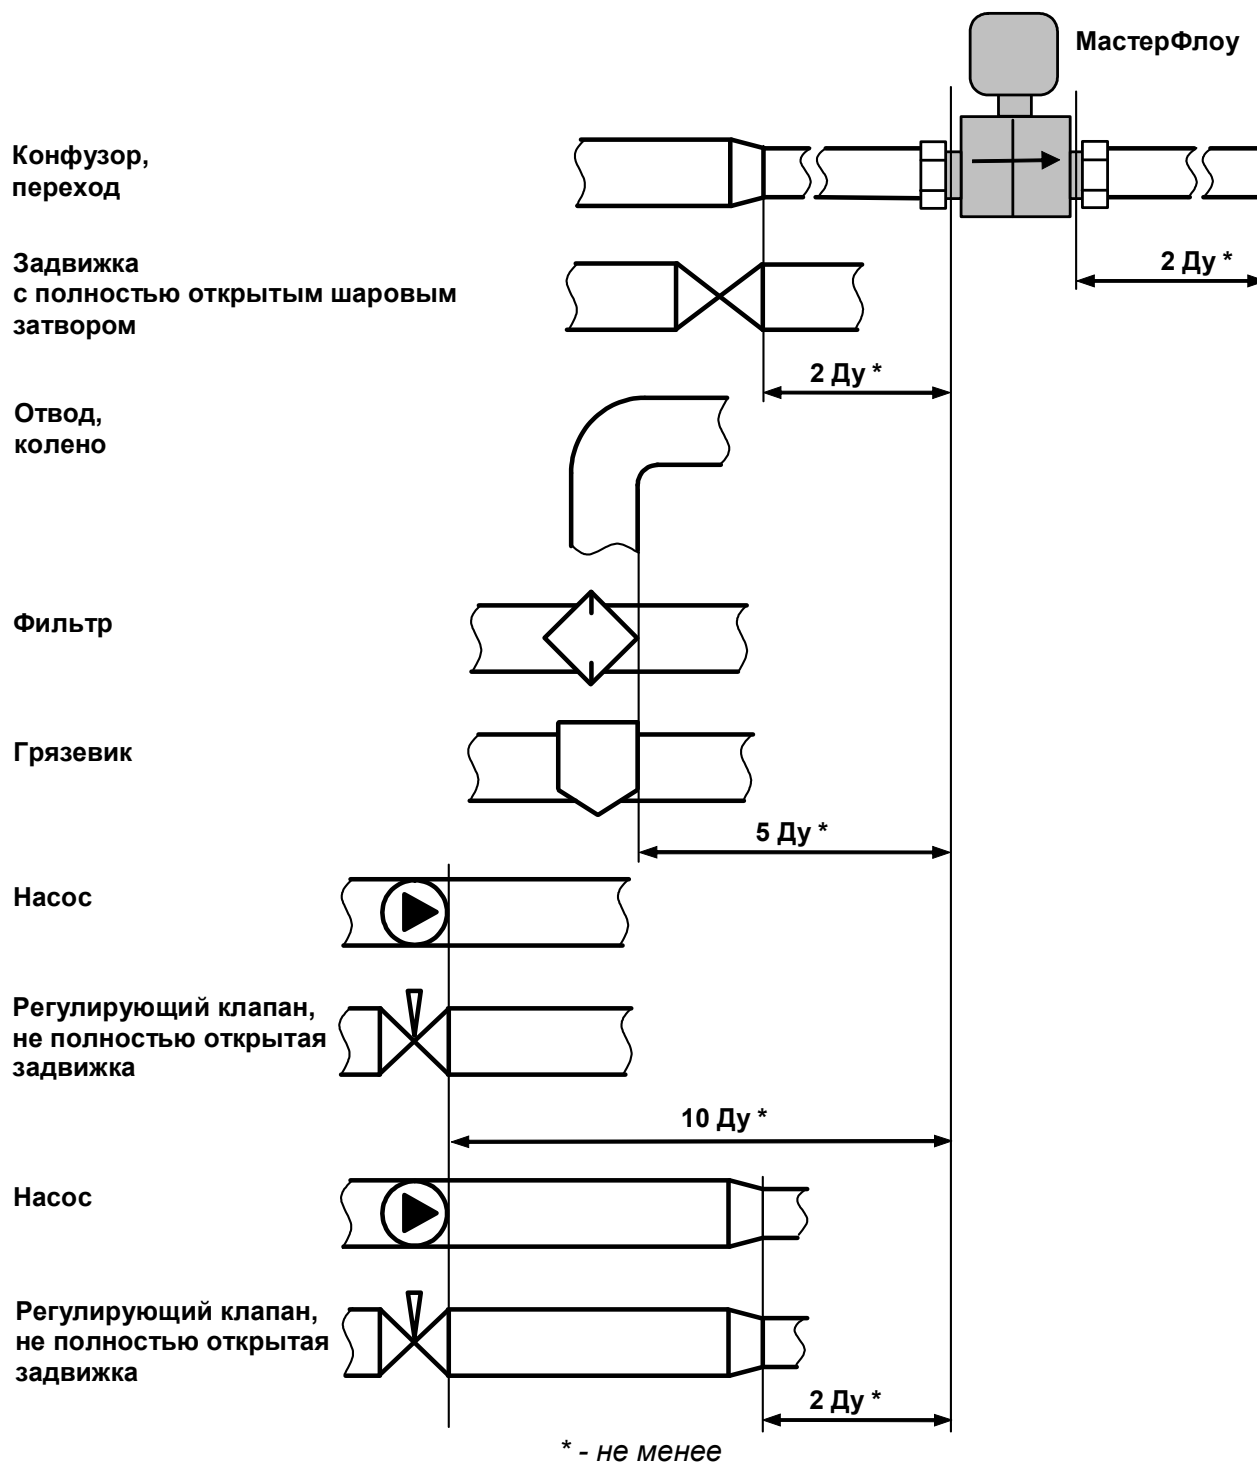 МастерФлоу
Конфузор,
переход
Задвижка
с полностью открытым шаровым
затвором
2 Ду *
2 Ду *
Отвод,
колено
Фильтр
Грязевик
5 Ду *
Насос
Регулирующий клапан,
не полностью открытая
задвижка
10 Ду *
Насос
Регулирующий клапан,
не полностью открытая
задвижка
2 Ду *
* - не менее